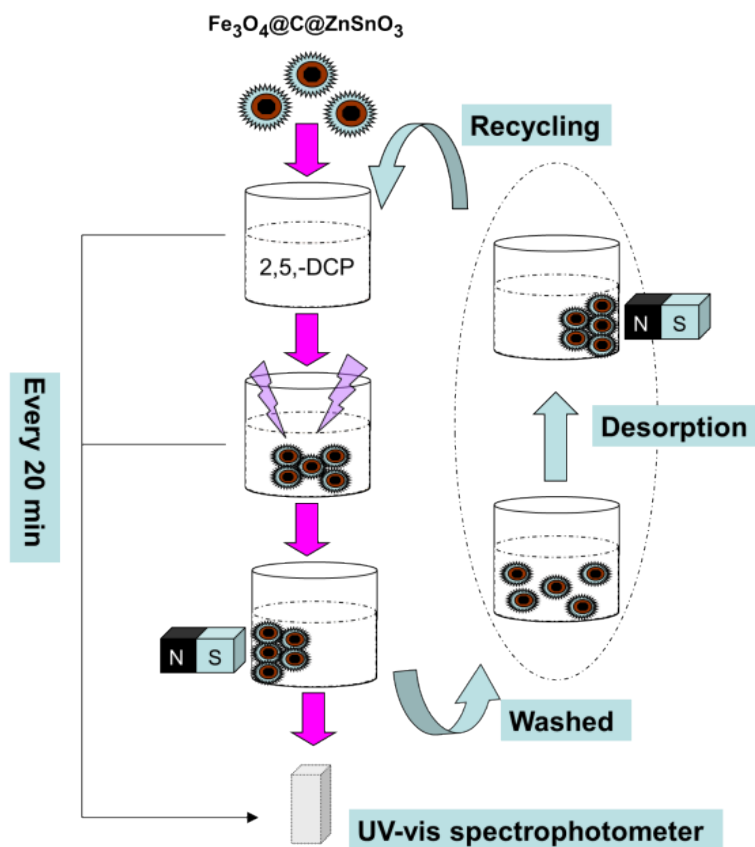 Fe₃O₄@C@ZnSnO₃
Recycling
2,5,-DCP
N S
Every 20 min
Desorption
N S
Washed
UV-vis spectrophotometer